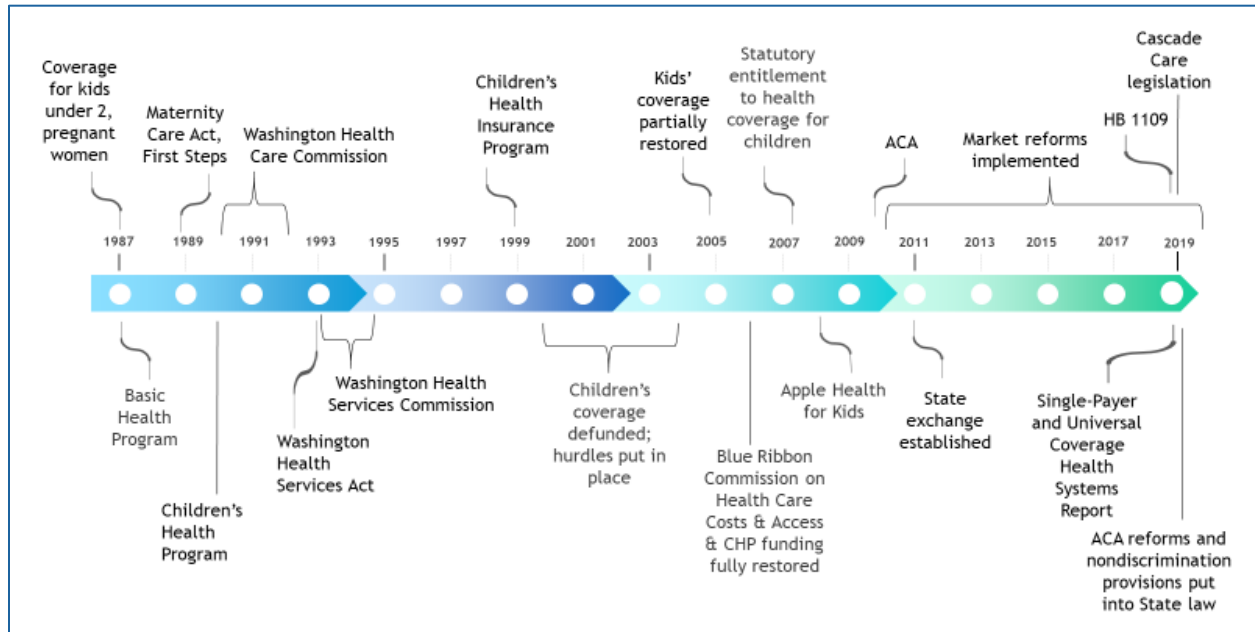 Coverage
for kids
under 2,
pregnant
women
Maternity
Care Act,
First Steps
Washington Health
Care Commission
Children's
Health
Insurance
Program
Kids'
coverage
partially
restored
Statutory
entitlement
to health
coverage for
children
ACA
Market reforms
implemented
HB 1109
Cascade
Care
legislation
1987
1989
1991
1993
1995
1997
1999
2001
2003
2005
2007
2009
2011
2013
2015
2017
2019
Basic
Health
Program
Children's
Health
Program
Washington
Health
Services Act
Washington Health
Services Commission
Children's
coverage
defunded;
hurdles put in
place
Blue Ribbon
Commission on
Health Care
Costs & Access
& CHP funding
fully restored
Apple Health
for Kids
State
exchange
established
Single-Payer
and Universal
Coverage
Health
Systems
Report
ACA reforms and
nondiscrimination
provisions put
into State law